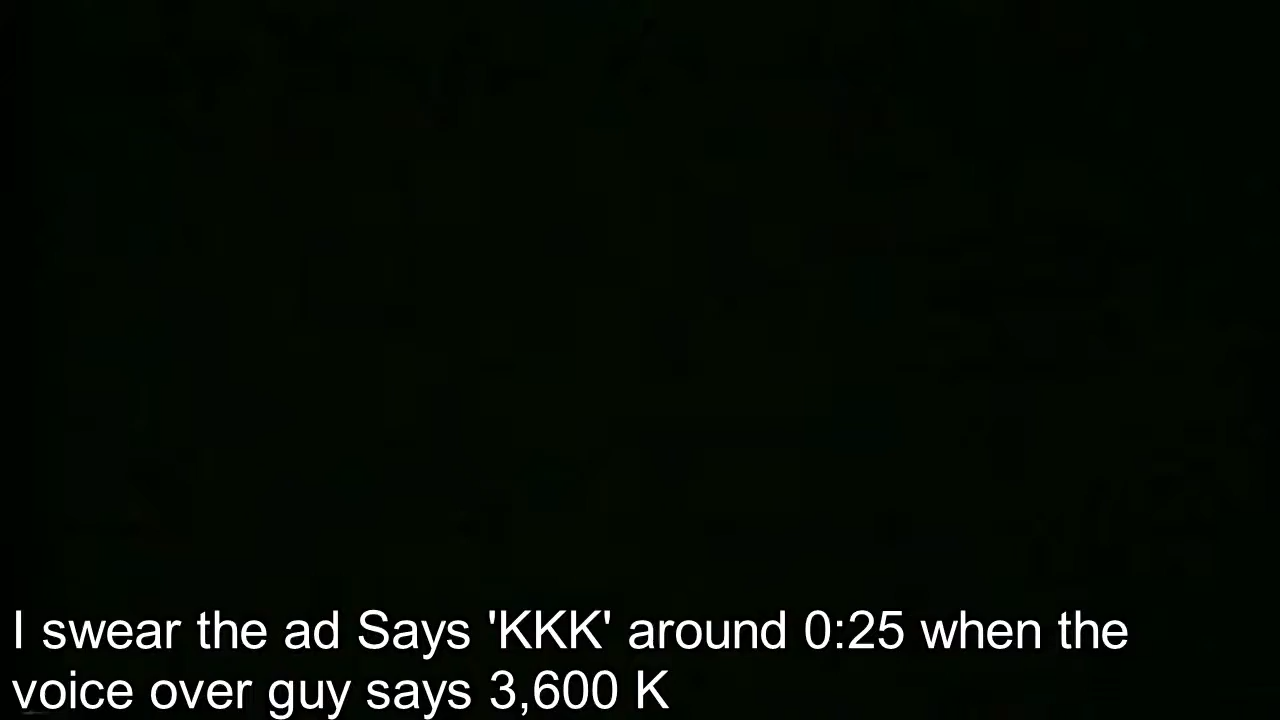 I swear the ad Says 'KKK' around 0:25 when the
voice over guy says 3,600 K